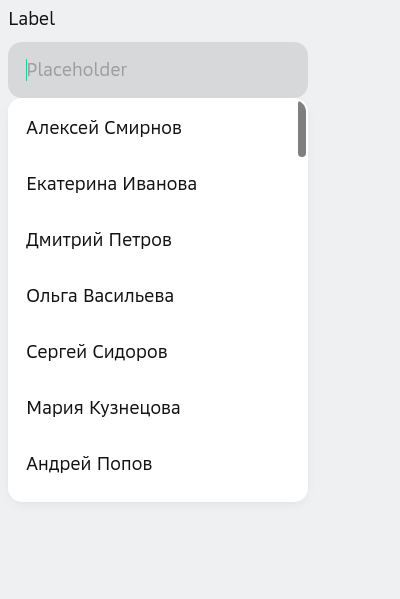 Label
Placeholder
Алексей Смирнов
Екатерина Иванова
Дмитрий Петров
Ольга Васильева
Сергей Сидоров
Мария Кузнецова
Андрей Попов